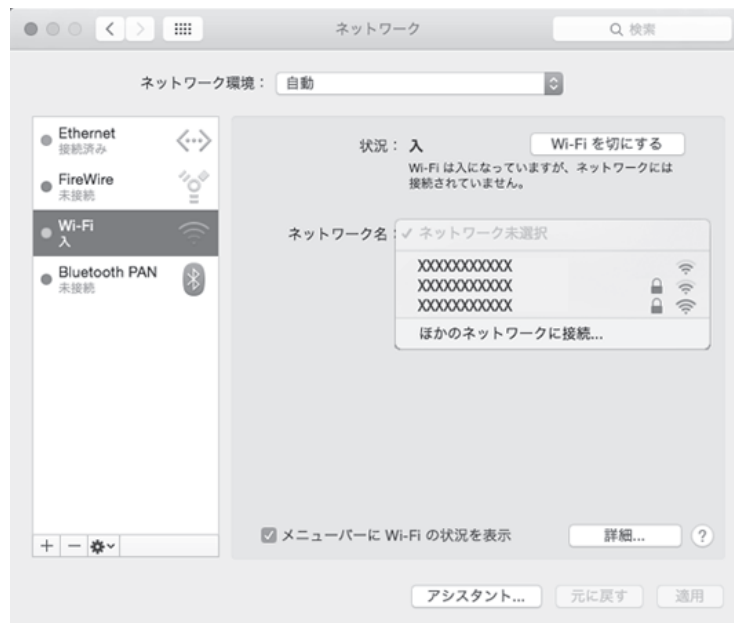 ネットワーク
検索
ネットワーク環境： 自動
Ethernet
接続済み
FireWire
未接続
Wi-Fi
入
Bluetooth PAN
未接続
状況： 入
Wi-Fi を切にする
Wi-Fi は入になっていますが、ネットワークには
接続されていません。
ネットワーク名： ✓ ネットワーク未選択
XXXXXXXXXXX
XXXXXXXXXXX
XXXXXXXXXXX
ほかのネットワークに接続...
メニューバーに Wi-Fi の状況を表示
詳細... ?
アシスタント... 元に戻す 適用